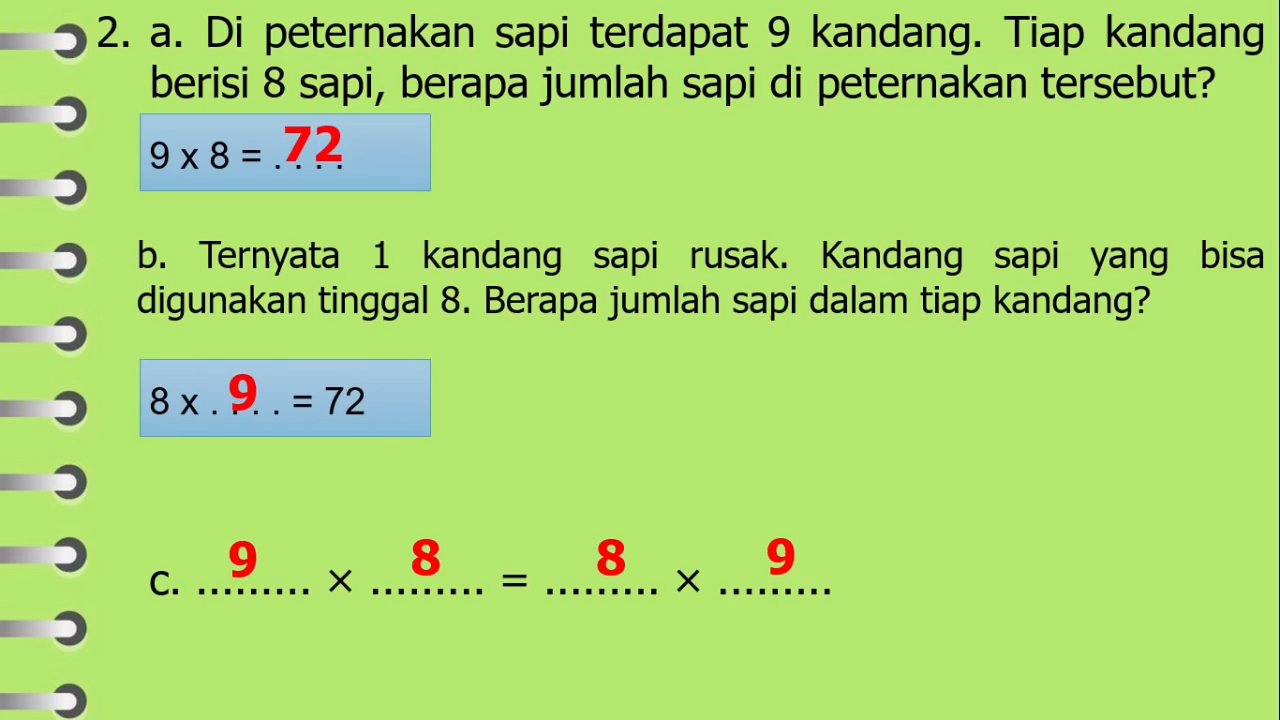 2. a. Di peternakan sapi terdapat 9 kandang. Tiap kandang
berisi 8 sapi, berapa jumlah sapi di peternakan tersebut?
9 x 8 = . . . . 72
b. Ternyata 1 kandang sapi rusak. Kandang sapi yang bisa
digunakan tinggal 8. Berapa jumlah sapi dalam tiap kandang?
8 x . . 9 . . = 72
9 8 8 9
c. ......... × ......... = ......... × .........